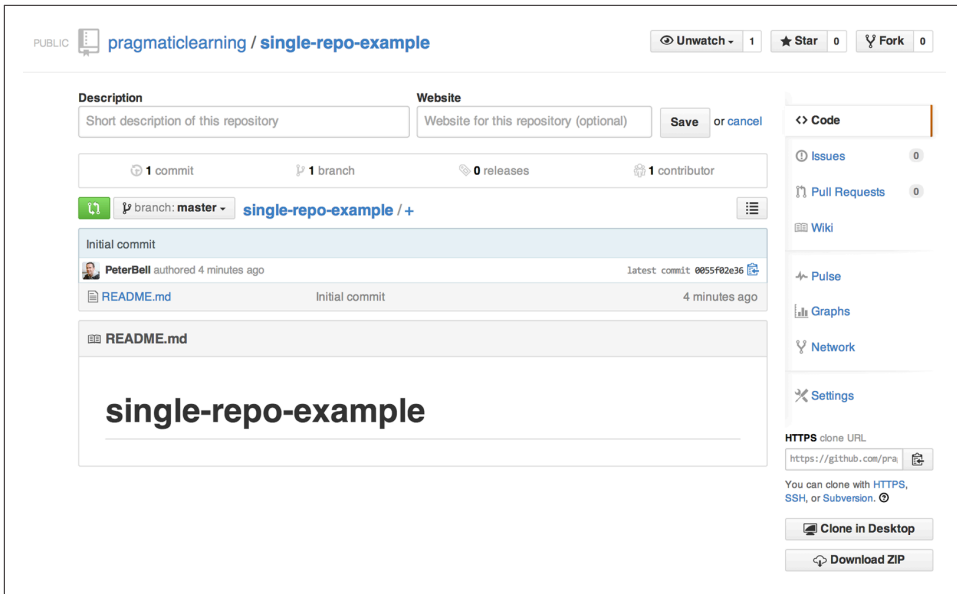 PUBLIC pragmaticlearning / single-repo-example Unwatch 1 Star 0 Fork 0
Description Website
Short description of this repository Website for this repository (optional) Save or cancel
1 commit 1 branch 0 releases 1 contributor
branch: master single-repo-example / +
Initial commit
PeterBell authored 4 minutes ago latest commit 0055f02e36
README.md Initial commit 4 minutes ago
README.md
single-repo-example
Code
Issues 0
Pull Requests 0
Wiki
Pulse
Graphs
Network
Settings
HTTPS clone URL
https://github.com/pra
You can clone with HTTPS,
SSH, or Subversion.
Clone in Desktop
Download ZIP